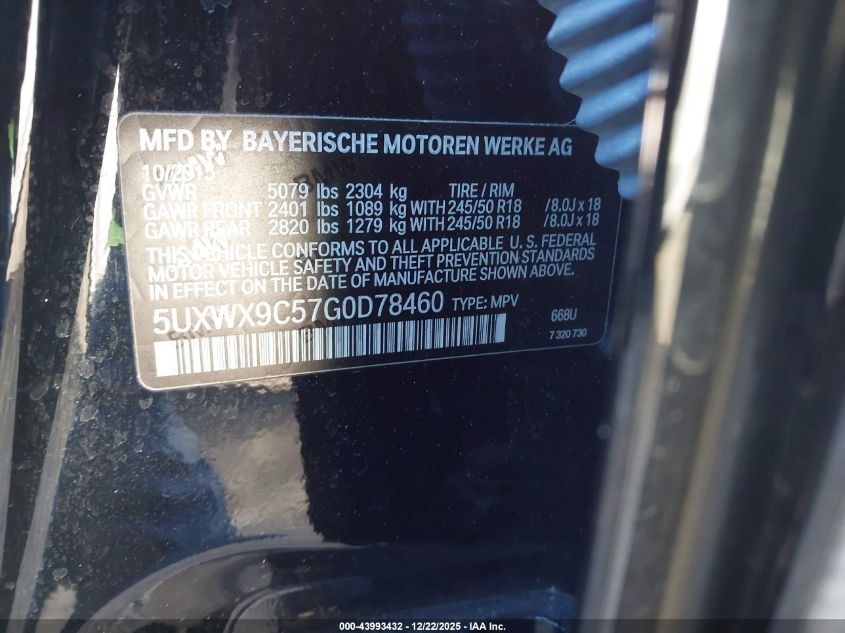 MFD BY BAYERISCHE MOTOREN WERKE AG
10/2015
GVWR 5079 lbs 2304 kg TIRE / RIM
GAWR FRONT 2401 lbs 1089 kg WITH 245/50 R18 /8.0J x 18
GAWR REAR 2820 lbs 1279 kg WITH 245/50 R18 /8.0J x 18
THIS VEHICLE CONFORMS TO ALL APPLICABLE U. S. FEDERAL
MOTOR VEHICLE SAFETY AND THEFT PREVENTION STANDARDS
IN EFFECT ON THE DATE OF MANUFACTURE SHOWN ABOVE.
5UXWX9C57G0D78460 TYPE: MPV 668U
7 320 730
BMW
BMW
000-43993432 - 12/22/2025 - IAA Inc.